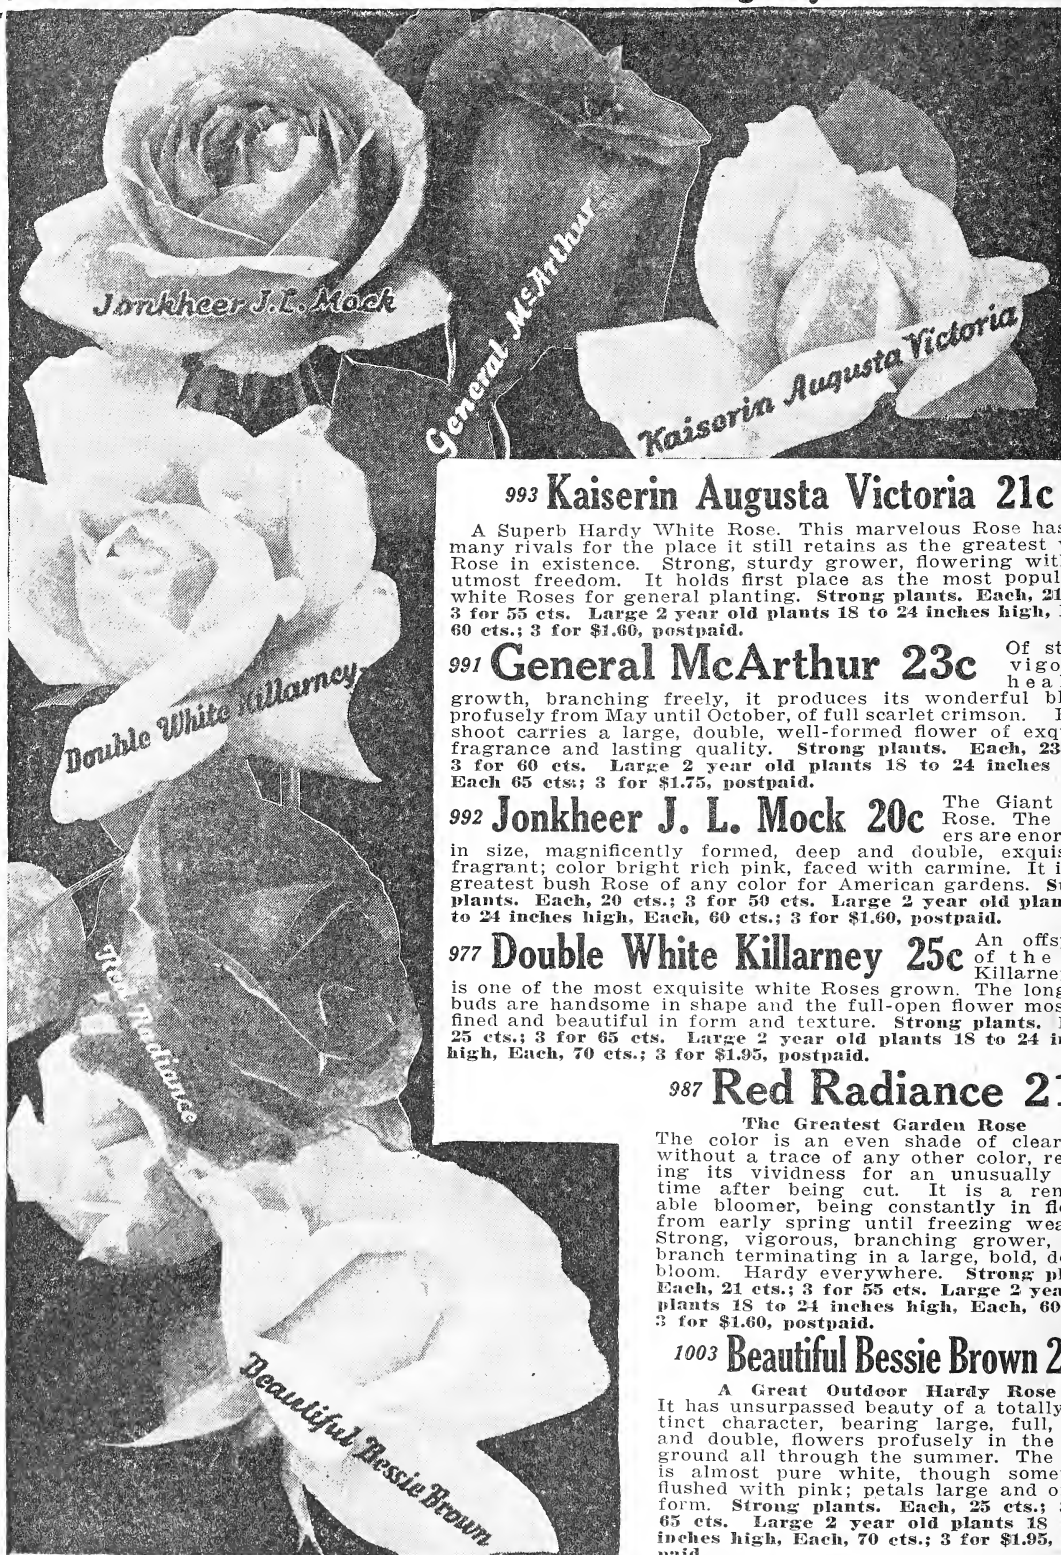 Jonkheer J. L. Mock
General McArthur
Kaiserin Augusta Victoria
Double White Killarney
Red Radiance
Beautiful Bessie Brown
993 Kaiserin Augusta Victoria 21c
A Superb Hardy White Rose. This marvelous Rose has
many rivals for the place it still retains as the greatest
Rose in existence. Strong, sturdy grower, flowering wit
utmost freedom. It holds first place as the most popul
white Roses for general planting. Strong plants. Each, 21
3 for 55 cts. Large 2 year old plants 18 to 24 inches high,
60 cts.; 3 for $1.60, postpaid.
991 General McArthur 23c
Of st
vigo
heal
growth, branching freely, it produces its wonderful bl
profusely from May until October, of full scarlet crimson.
shoot carries a large, double, well-formed flower of exq
fragrance and lasting quality. Strong plants. Each, 23
3 for 60 cts. Large 2 year old plants 18 to 24 inches
Each 65 cts.; 3 for $1.75, postpaid.
992 Jonkheer J. L. Mock 20c
The Giant
Rose. The
ers are enor
in size, magnificently formed, deep and double, exquis
fragrant; color bright rich pink, faced with carmine. It i
greatest bush Rose of any color for American gardens. S
plants. Each, 20 cts.; 3 for 50 cts. Large 2 year old plan
to 24 inches high, Each, 60 cts.; 3 for $1.60, postpaid.
977 Double White Killarney 25c
An offs
of the
Killarne
is one of the most exquisite white Roses grown. The long
buds are handsome in shape and the full-open flower mos
fined and beautiful in form and texture. Strong plants.
25 cts.; 3 for 65 cts. Large 2 year old plants 18 to 24 i
high, Each, 70 cts.; 3 for $1.95, postpaid.
987 Red Radiance 21
The Greatest Garden Rose
The color is an even shade of clear
without a trace of any other color, re
ing its vividness for an unusually
time after being cut. It is a rem
able bloomer, being constantly in fl
from early spring until freezing wea
Strong, vigorous, branching grower,
branch terminating in a large, bold, d
bloom. Hardy everywhere. Strong pl
Each, 21 cts.; 3 for 55 cts. Large 2 yea
plants 18 to 24 inches high, Each, 60
3 for $1.60, postpaid.
1003 Beautiful Bessie Brown 2
A Great Outdoor Hardy Rose
It has unsurpassed beauty of a totally
tinct character, bearing large, full,
and double, flowers profusely in the
ground all through the summer. The
is almost pure white, though some
flushed with pink; petals large and o
form. Strong plants. Each, 25 cts.;
65 cts. Large 2 year old plants 18
inches high, Each, 70 cts.; 3 for $1.95,
paid.